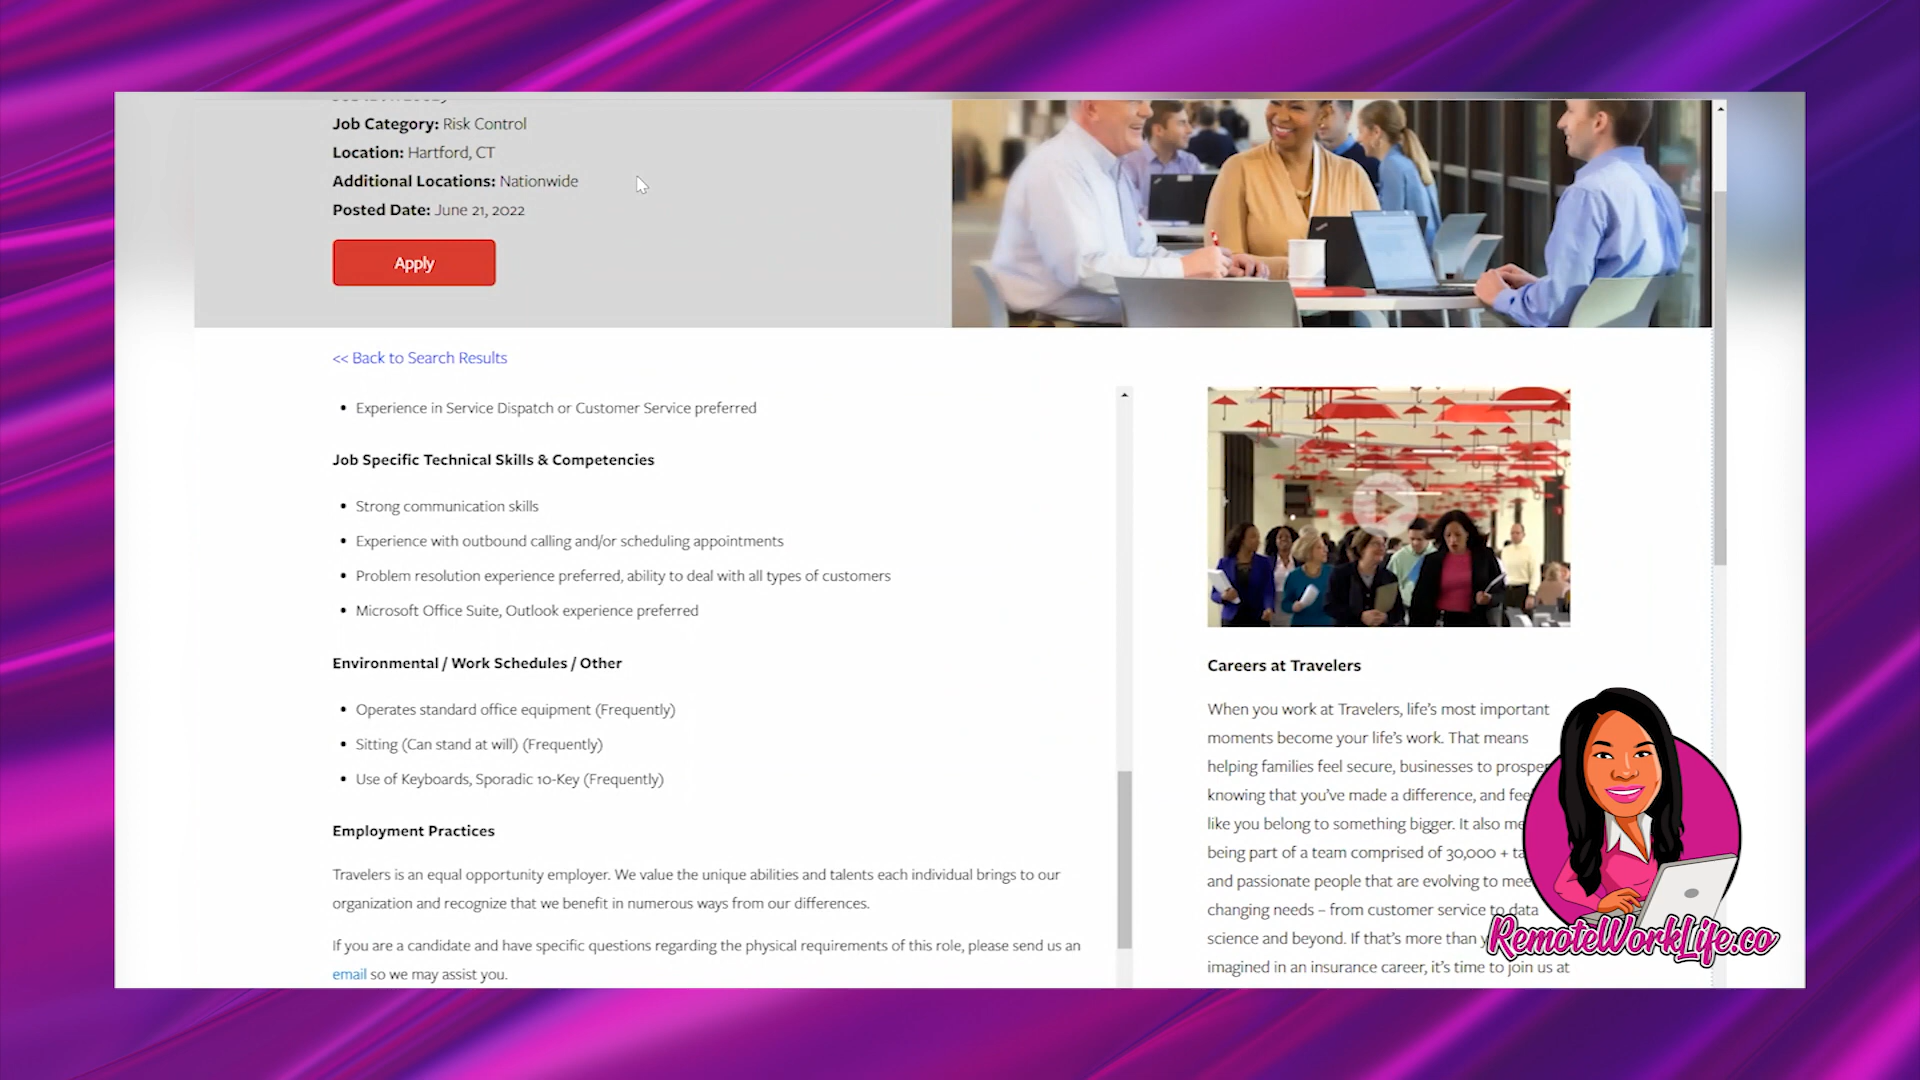 Job Category: Risk Control
Location: Hartford, CT
Additional Locations: Nationwide
Posted Date: June 21, 2022
Apply
<< Back to Search Results
• Experience in Service Dispatch or Customer Service preferred
Job Specific Technical Skills & Competencies
• Strong communication skills
• Experience with outbound calling and/or scheduling appointments
• Problem resolution experience preferred, ability to deal with all types of customers
• Microsoft Office Suite, Outlook experience preferred
Environmental / Work Schedules / Other
• Operates standard office equipment (Frequently)
• Sitting (Can stand at will) (Frequently)
• Use of Keyboards, Sporadic 10-Key (Frequently)
Employment Practices
Travelers is an equal opportunity employer. We value the unique abilities and talents each individual brings to our
organization and recognize that we benefit in numerous ways from our differences.
If you are a candidate and have specific questions regarding the physical requirements of this role, please send us an
email so we may assist you.
Careers at Travelers
When you work at Travelers, life's most important
moments become your life's work. That means
helping families feel secure, businesses to prosper
knowing that you've made a difference, and
like you belong to something bigger. It also
being part of a team comprised of 30,000 +
and passionate people that are evolving to
changing needs – from customer service to data
science and beyond. If that's more than
imagined in an insurance career, it's time to join us at
RemoteWorkLife.co